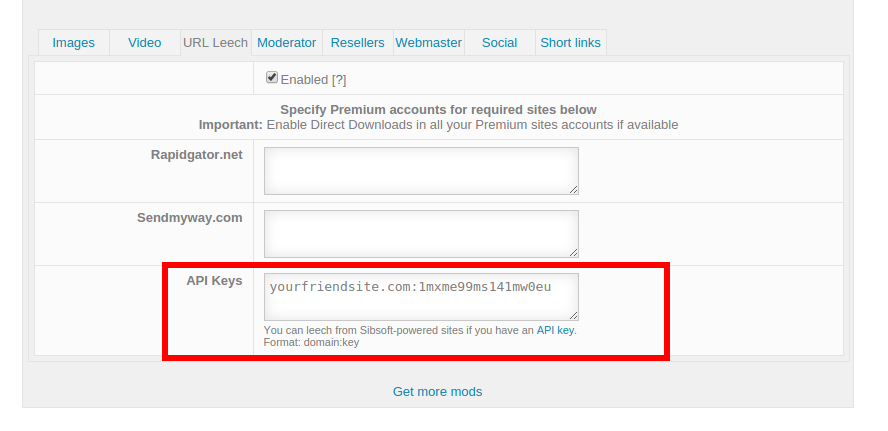 Images Video URL Leech Moderator Resellers Webmaster Social Short links
Enabled [?]
Specify Premium accounts for required sites below
Important: Enable Direct Downloads in all your Premium sites accounts if available
Rapidgator.net
Sendmyway.com
API Keys
yourfriendsite.com:1mxme99ms141mw0eu
You can leech from Sibsoft-powered sites if you have an API key.
Format: domain:key
Get more mods